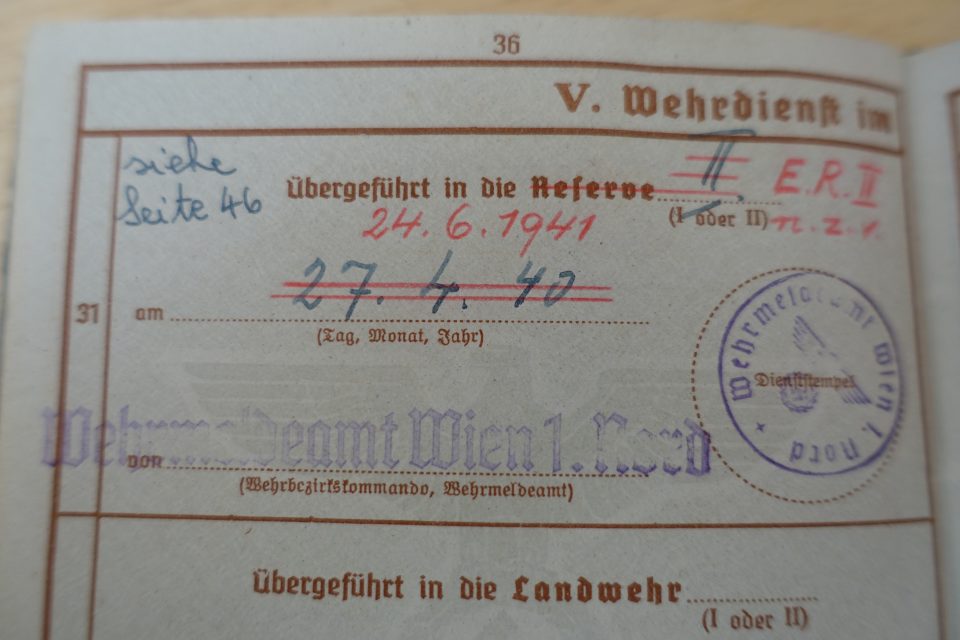 36
V. Wehrdienst im
siehe
Seite 46
übergeführt in die Reserve II. E.R.II
(I oder II) n.z.v.
24.6.1941
27. 4. 40
31 am
(Tag, Monat, Jahr)
Wehrmeldeamt Wien 1. Nord
Dienststempel
Wehrmeldeamt Wien 1. Nord
von
(Wehrbezirkskommando, Wehrmeldeamt)
übergeführt in die Landwehr
(I oder II)